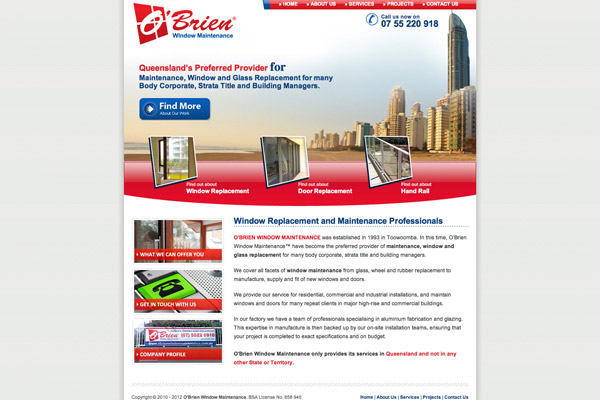 HOME ABOUT US SERVICES PROJECTS CONTACT US
O'Brien®
Window Maintenance
Call us now on
07 55 220 918
Queensland's Preferred Provider for
Maintenance, Window and Glass Replacement for many
Body Corporate, Strata Title and Building Managers.
Find More
About Our Work
Find out about
Window Replacement
Find out about
Door Replacement
Find out about
Hand Rail
WHAT WE CAN OFFER YOU
GET IN TOUCH WITH US
O'Brien
COMPANY PROFILE
Window Replacement and Maintenance Professionals
O'BRIEN WINDOW MAINTENANCE was established in 1993 in Toowoomba. In this time, O'Brien
Window Maintenance™ have become the preferred provider of maintenance, window and
glass replacement for many body corporate, strata title and building managers.
We cover all facets of window maintenance from glass, wheel and rubber replacement to
manufacture, supply and fit of new windows and doors.
We provide our service for residential, commercial and industrial installations, and maintain
windows and doors for many repeat clients in major high-rise and commercial buildings.
In our factory we have a team of professionals specialising in aluminium fabrication and glazing.
This expertise in manufacture is then backed up by our on-site installation teams, ensuring that
your project is completed to exact specifications and on budget.
O'Brien Window Maintenance only provides its services in Queensland and not in any
other State or Territory.
Copyright © 2010 - 2012 O'Brien Window Maintenance. BSA License No. 658 945
Home | About Us | Services | Projects | Contact Us